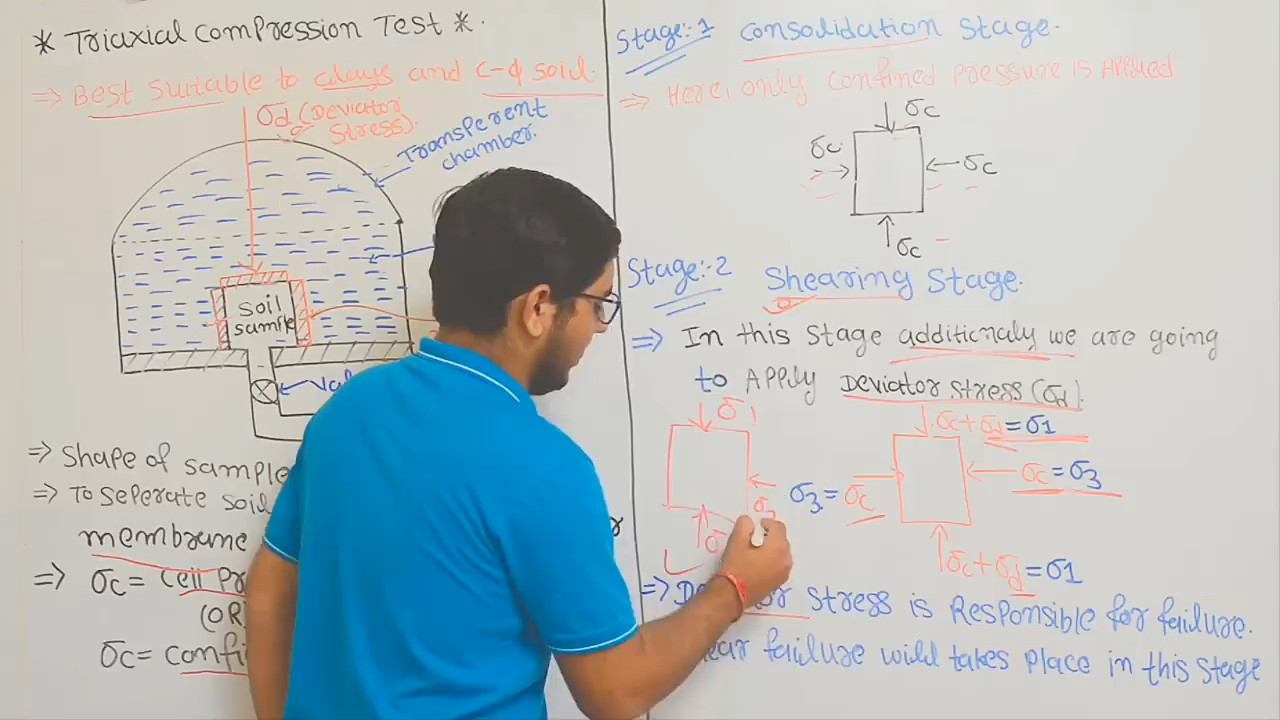 * Triaxial Compression Test *.
⇒ Best suitable to clays and C-ϕ soil.
σd (Deviator
Stress).
Transperent
chamber.
soil
sample
⇒ Shape of sample
⇒ To seperate soil
membrane
⇒ σc = Cell
(OR)
σc =
Stage:-1 Consolidation Stage.
⇒ Here, only confined pressure is Applied
σc
σc
σc
σc
Stage:-2 Shearing Stage.
⇒ In this Stage additionaly we are going
to Apply Deviator stress (σd).
σ1
σ3 = σc
σc+σd = σ1
σc = σ3
σc+σd = σ1
⇒ stress is Responsible for failure.
failure will takes place in this stage